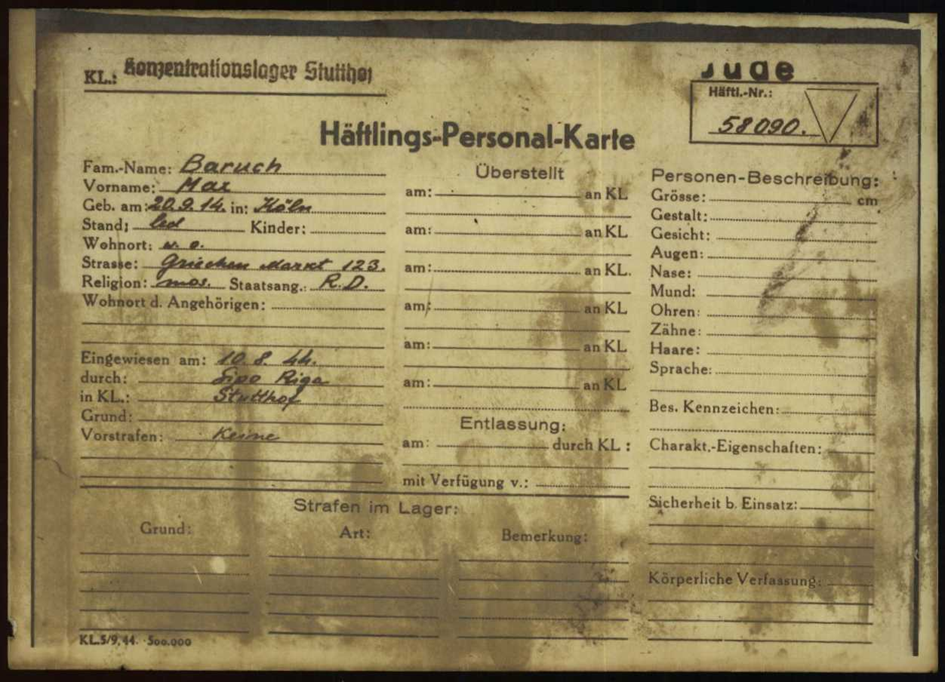 KL.: Konzentrationslager Stutthof
Jude
Häftl.-Nr.:
58090.
Häftlings-Personal-Karte
Fam.-Name: Baruch
Vorname: Max
Geb. am: 20.9.14. in: Köln
Stand: led Kinder:
Wohnort: w. o.
Strasse: Griechen Markt 123.
Religion: mos. Staatsang.: R.D.
Wohnort d. Angehörigen:
Eingewiesen am: 10. 8. 44.
durch: Sipo Riga
in KL.: Stutthof
Grund:
Vorstrafen: Keine
Überstellt
am: an KL
am: an KL
am: an KL.
am: an KL
am: an KL
am: an KL
Entlassung:
am: durch KL :
mit Verfügung v.:
Personen-Beschreibung:
Grösse: cm
Gestalt:
Gesicht:
Augen:
Nase:
Mund:
Ohren:
Zähne:
Haare:
Sprache:
Bes. Kennzeichen:
Charakt.-Eigenschaften:
Sicherheit b. Einsatz:
Körperliche Verfassung:
Strafen im Lager:
Grund: Art: Bemerkung:
KL.5/9.44. 500.000